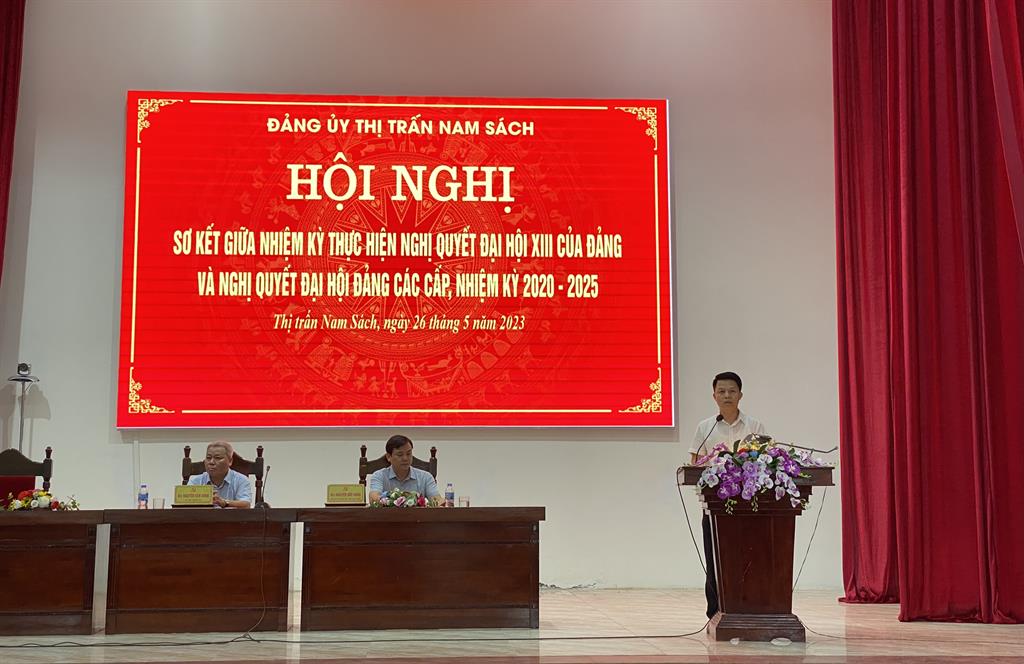 ĐẢNG ỦY THỊ TRẤN NAM SÁCH
HỘI NGHỊ
SƠ KẾT GIỮA NHIỆM KỲ THỰC HIỆN NGHỊ QUYẾT ĐẠI HỘI XIII CỦA ĐẢNG
VÀ NGHỊ QUYẾT ĐẠI HỘI ĐẢNG CÁC CẤP, NHIỆM KỲ 2020 - 2025
Thị trấn Nam Sách, ngày 26 tháng 5 năm 2023